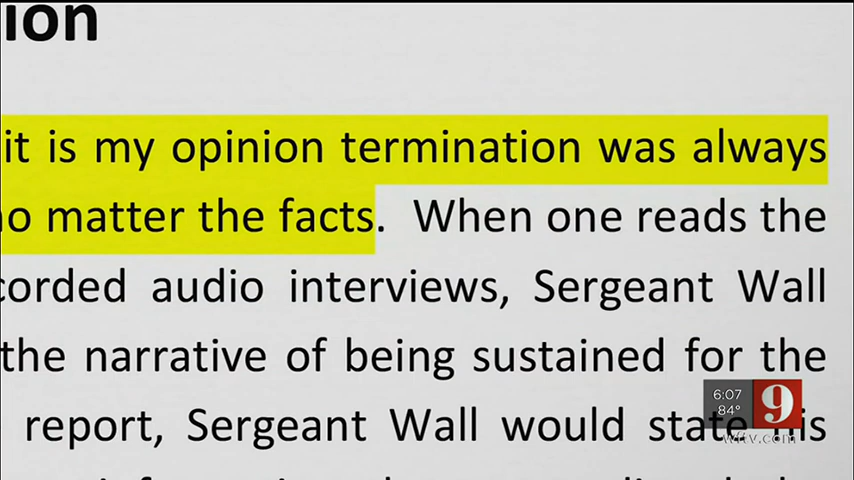 ion
it is my opinion termination was always
no matter the facts. When one reads the
corded audio interviews, Sergeant Wall
the narrative of being sustained for the
report, Sergeant Wall would state his
6:07
84°
9
wftv.com